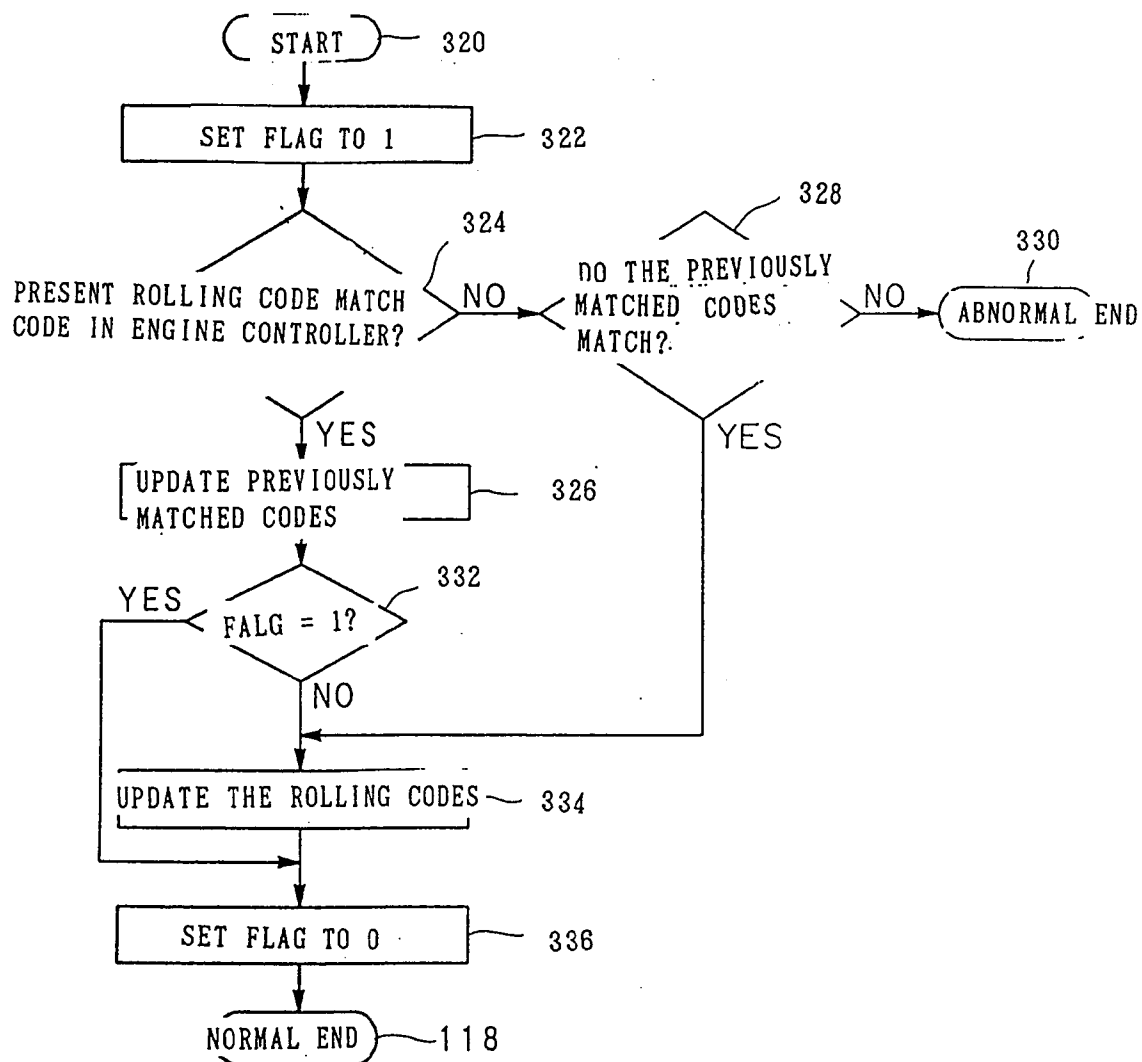 START
320
SET FLAG TO 1
322
PRESENT ROLLING CODE MATCH
CODE IN ENGINE CONTROLLER?
324
NO
DO THE PREVIOUSLY
MATCHED CODES
MATCH?
328
NO
330
ABNORMAL END
YES
YES
UPDATE PREVIOUSLY
MATCHED CODES
326
YES
FALG = 1?
332
NO
UPDATE THE ROLLING CODES
334
SET FLAG TO 0
336
NORMAL END
118